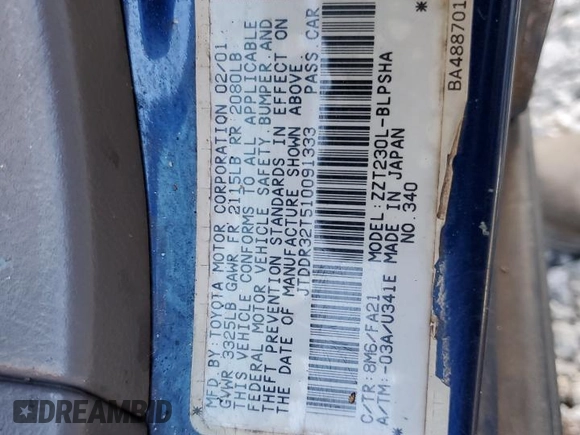 MFD.BY:TOYOTA MOTOR CORPORATION 02/01
GVWR 3325LB GAWR FR 2115LB RR 2080LB
THIS VEHICLE CONFORMS TO ALL APPLICABLE
FEDERAL MOTOR VEHICLE SAFETY, BUMPER, AND
THEFT PREVENTION STANDARDS IN EFFECT ON
THE DATE OF MANUFACTURE SHOWN ABOVE.
JTDDR32T510091333 PASS.CAR
C/TR:8M6/FA21 MODEL:ZZT230L-BLPSHA
A/TM:-03A/U341E MADE IN JAPAN
NO.340
BA488701
DREAMBID